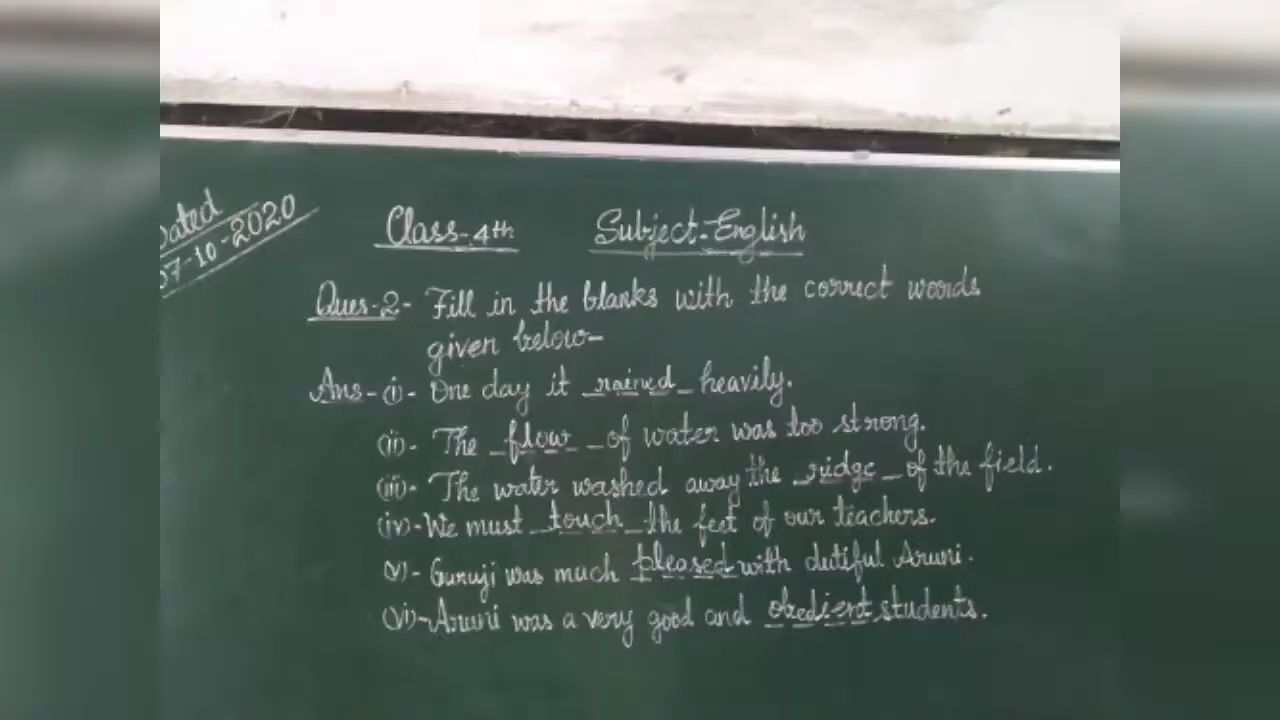 Dated
07-10-2020
Class-4th Subject-English
Ques-2- Fill in the blanks with the correct words
given below-
Ans-(i)- One day it rained heavily.
(ii)- The flow of water was too strong.
(iii)- The water washed away the ridge of the field.
(iv)- We must touch the feet of our teachers.
(v)- Guruji was much pleased with dutiful Aruni.
(vi)- Aruni was a very good and obedient students.